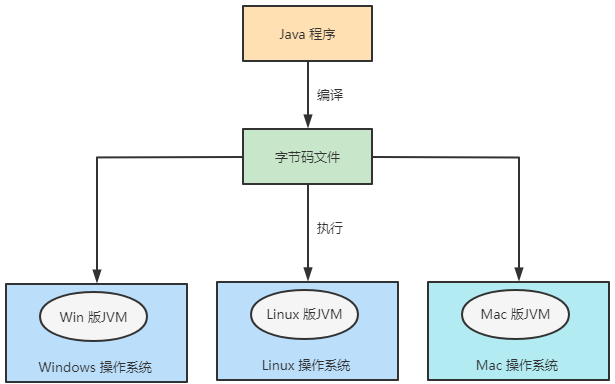 Java 程序
编译
字节码文件
执行
Win 版JVM
Linux 版JVM
Mac 版JVM
Windows 操作系统
Linux 操作系统
Mac 操作系统